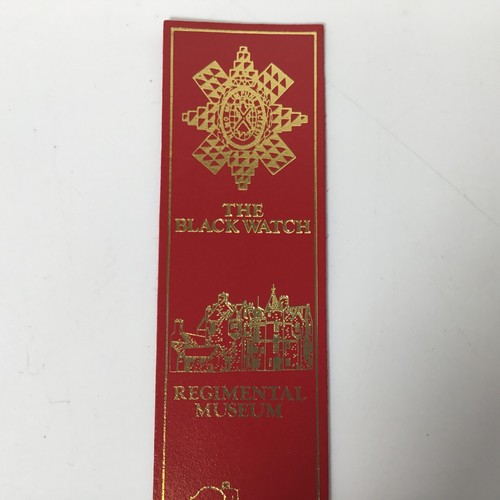 THE
BLACK WATCH
REGIMENTAL
MUSEUM